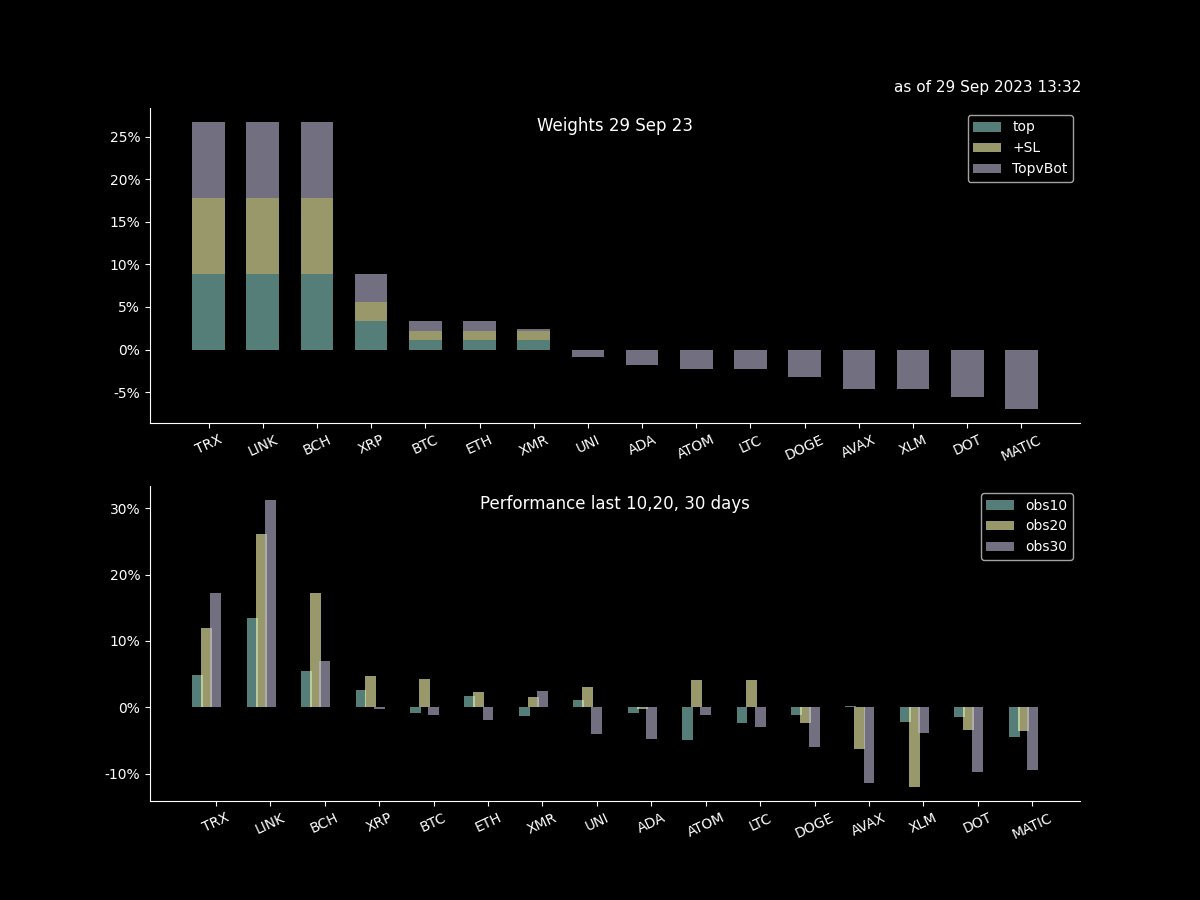 as of 29 Sep 2023 13:32
Weights 29 Sep 23
top
+SL
TopvBot
25%
20%
15%
10%
5%
0%
-5%
TRX LINK BCH XRP BTC ETH XMR UNI ADA ATOM LTC DOGE AVAX XLM DOT MATIC
Performance last 10,20, 30 days
obs10
obs20
obs30
30%
20%
10%
0%
-10%
TRX LINK BCH XRP BTC ETH XMR UNI ADA ATOM LTC DOGE AVAX XLM DOT MATIC